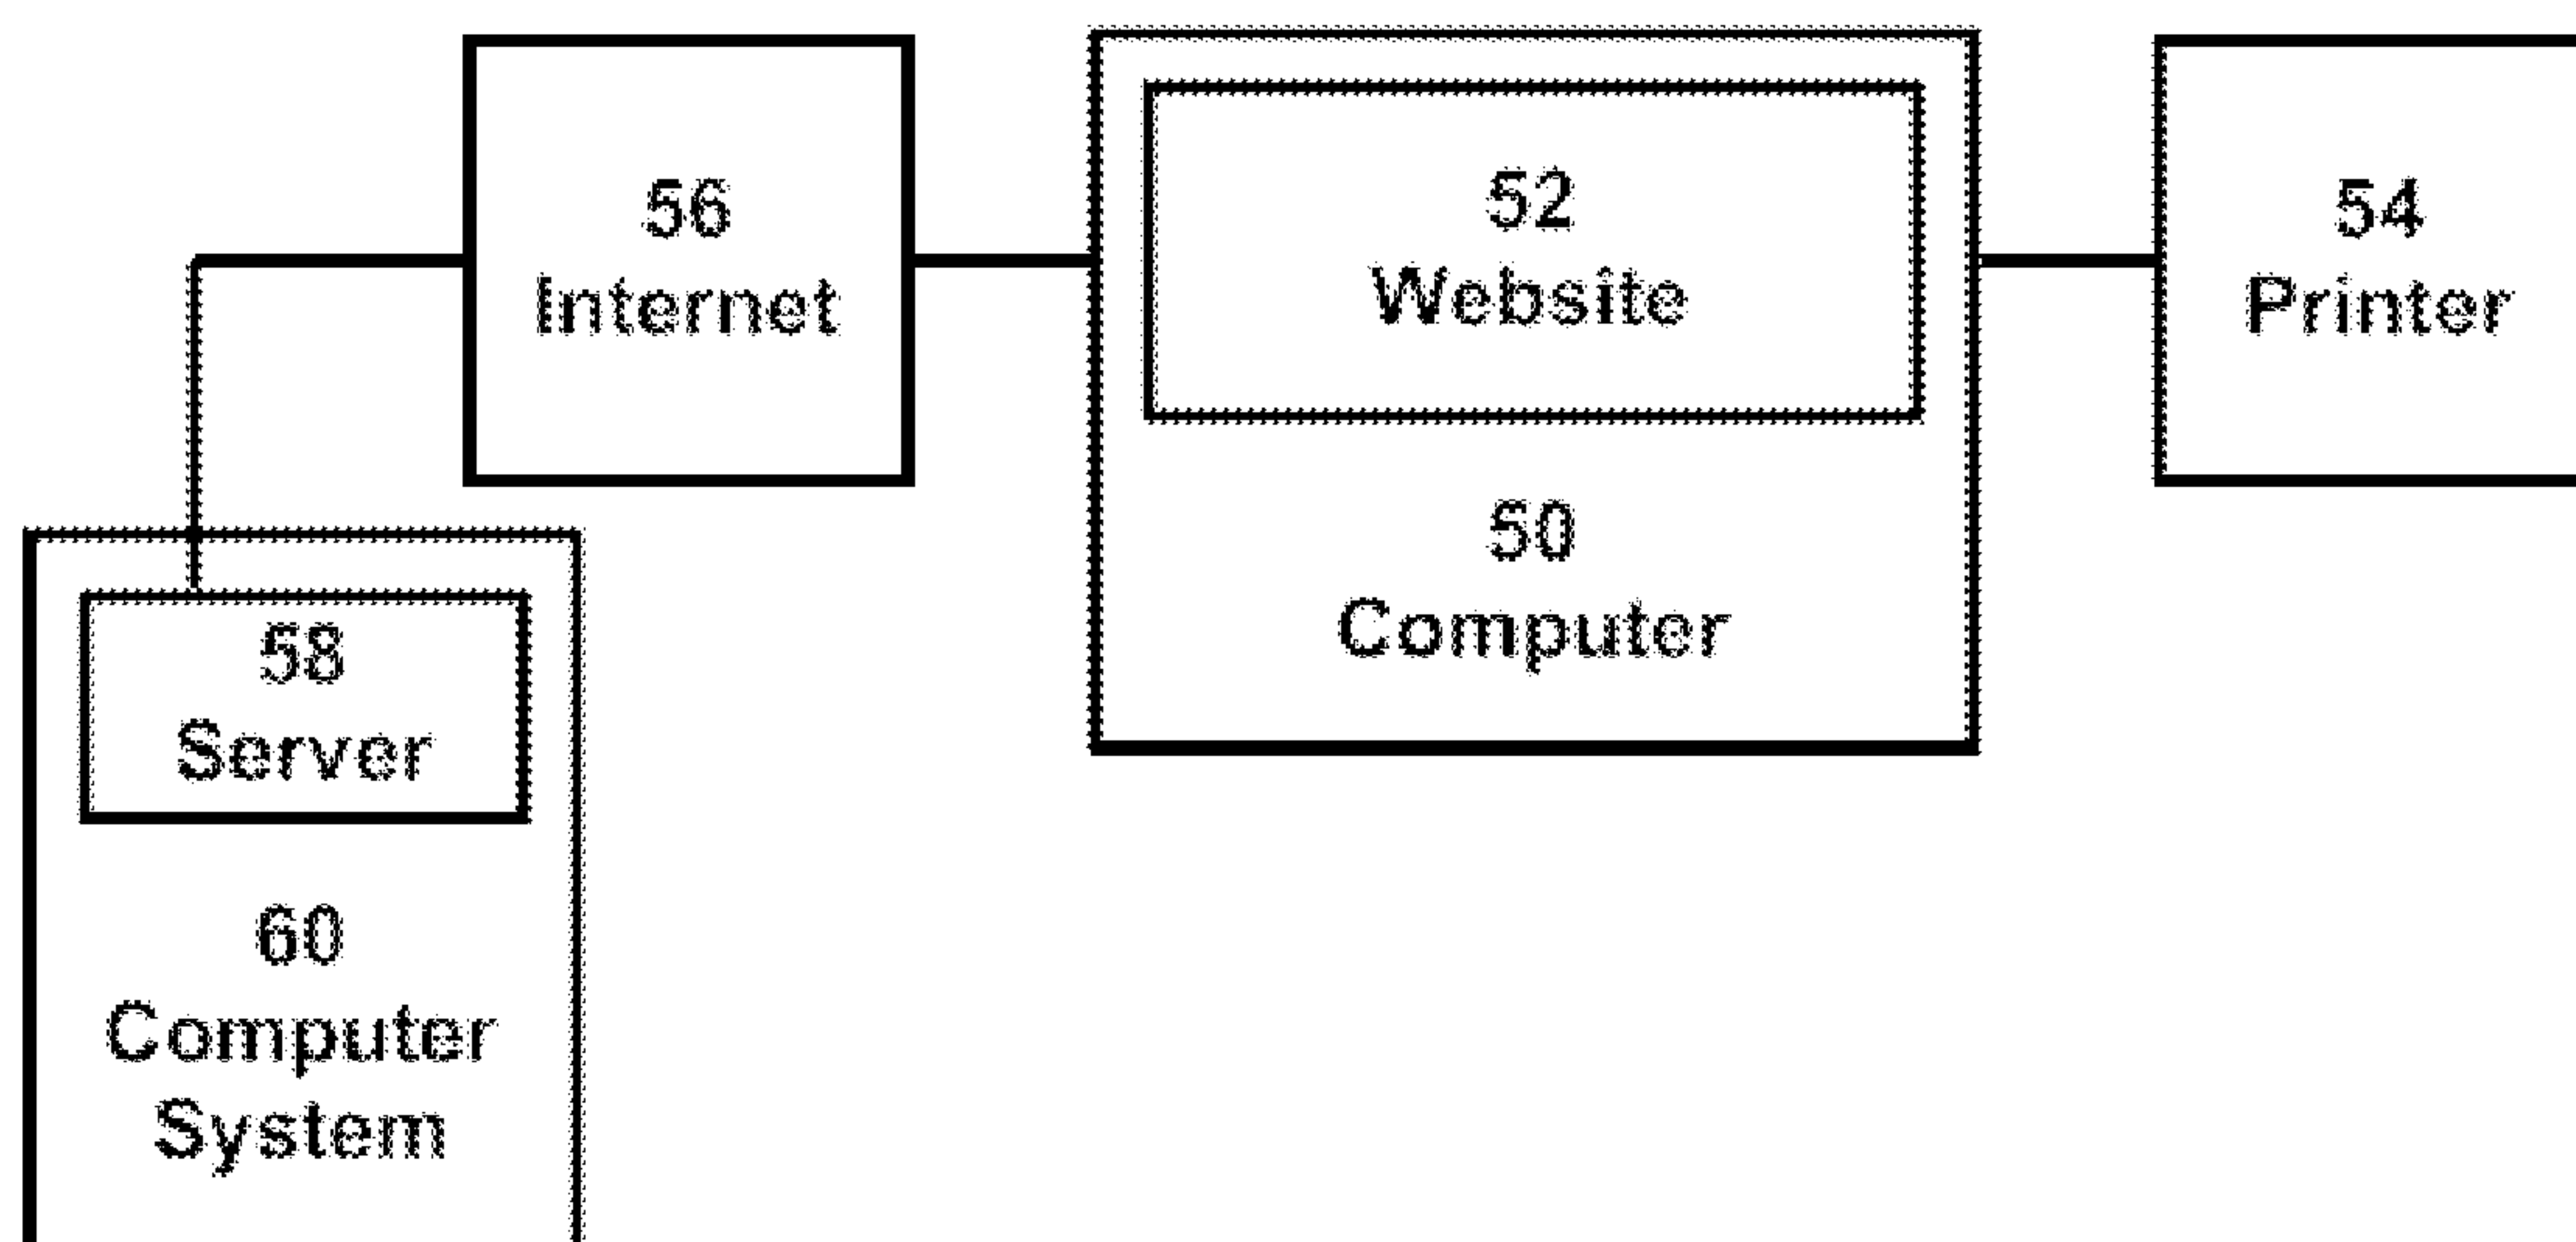 56
Internet
52
Website
50
Computer
54
Printer
58
Server
60
Computer
System